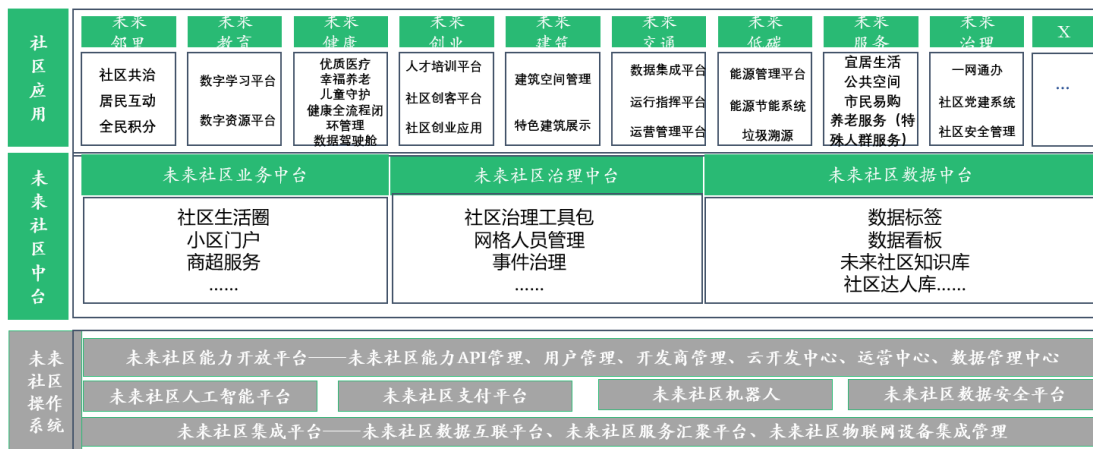 社区应用
未来
邻里
未来
教育
未来
健康
未来
创业
未来
建筑
未来
交通
未来
低碳
未来
服务
未来
治理
X
社区共治
居民互动
全民积分
数字学习平台
数字资源平台
优质医疗
幸福养老
儿童守护
健康全流程闭
环管理
数据驾驶舱
人才培训平台
社区创客平台
社区创业应用
建筑空间管理
特色建筑展示
数据集成平台
运行指挥平台
运营管理平台
能源管理平台
能源节能系统
垃圾溯源
宜居生活
公共空间
市民易购
养老服务（特
殊人群服务）
一网通办
社区党建系统
社区安全管理
...
未来社区中台
未来社区业务中台
未来社区治理中台
未来社区数据中台
社区生活圈
小区门户
商超服务
……
社区治理工具包
网格人员管理
事件治理
……
数据标签
数据看板
未来社区知识库
社区达人库……
未来
社区
操作
系统
未来社区能力开放平台——未来社区能力API管理、用户管理、开发商管理、云开发中心、运营中心、数据管理中心
未来社区人工智能平台
未来社区支付平台
未来社区机器人
未来社区数据安全平台
未来社区集成平台——未来社区数据互联平台、未来社区服务汇聚平台、未来社区物联网设备集成管理